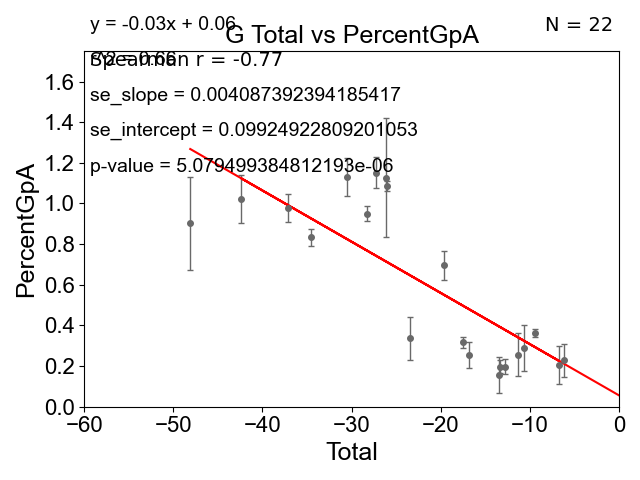 y = -0.03x + 0.06
N = 22
G Total vs PercentGpA
Spearman r = -0.77
se_slope = 0.004087392394185417
se_intercept = 0.09924922809201053
p-value = 5.079499384812193e-06
1.6
1.4
1.2
1.0
0.8
0.6
0.4
0.2
0.0
PercentGpA
−60 −50 −40 −30 −20 −10 0
Total